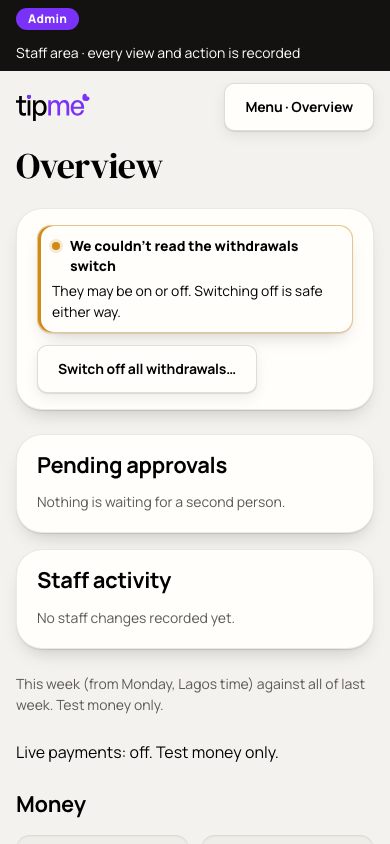 Admin
Staff area · every view and action is recorded
tipme
Menu · Overview
Overview
We couldn't read the withdrawals
switch
They may be on or off. Switching off is safe
either way.
Switch off all withdrawals…
Pending approvals
Nothing is waiting for a second person.
Staff activity
No staff changes recorded yet.
This week (from Monday, Lagos time) against all of last
week. Test money only.
Live payments: off. Test money only.
Money